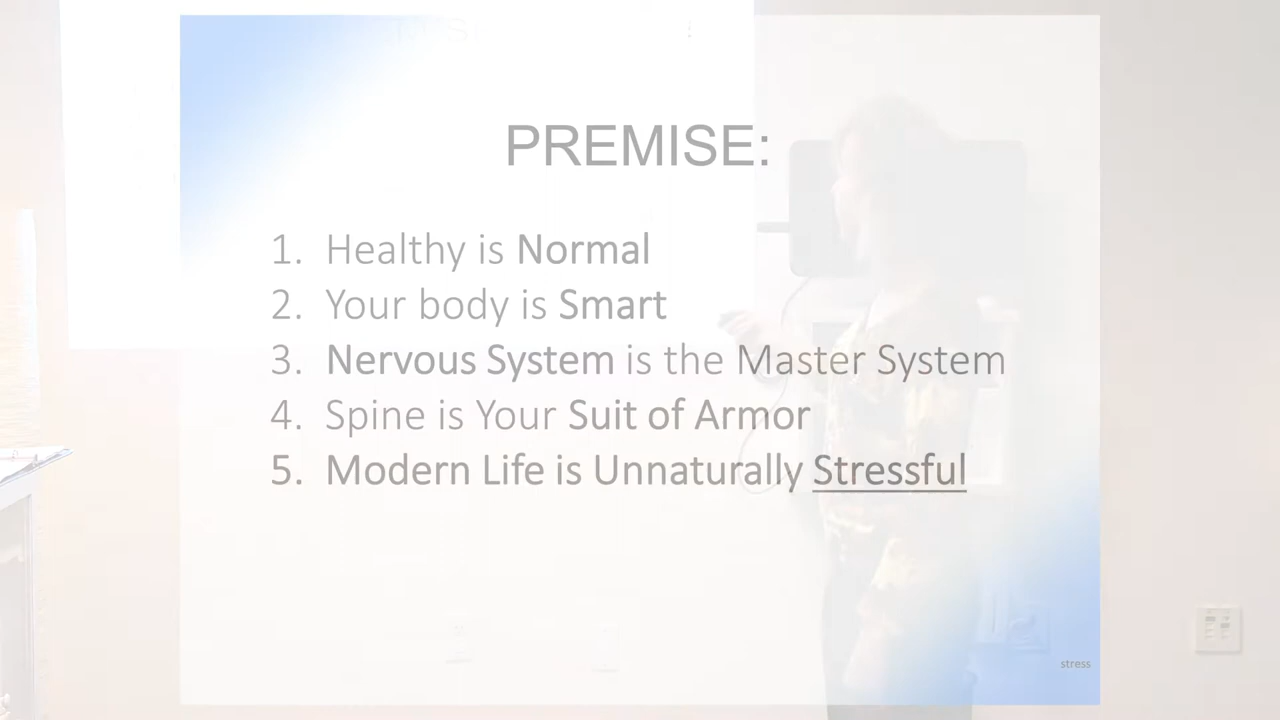 PREMISE:
1. Healthy is Normal
2. Your body is Smart
3. Nervous System is the Master System
4. Spine is Your Suit of Armor
5. Modern Life is Unnaturally Stressful
stress